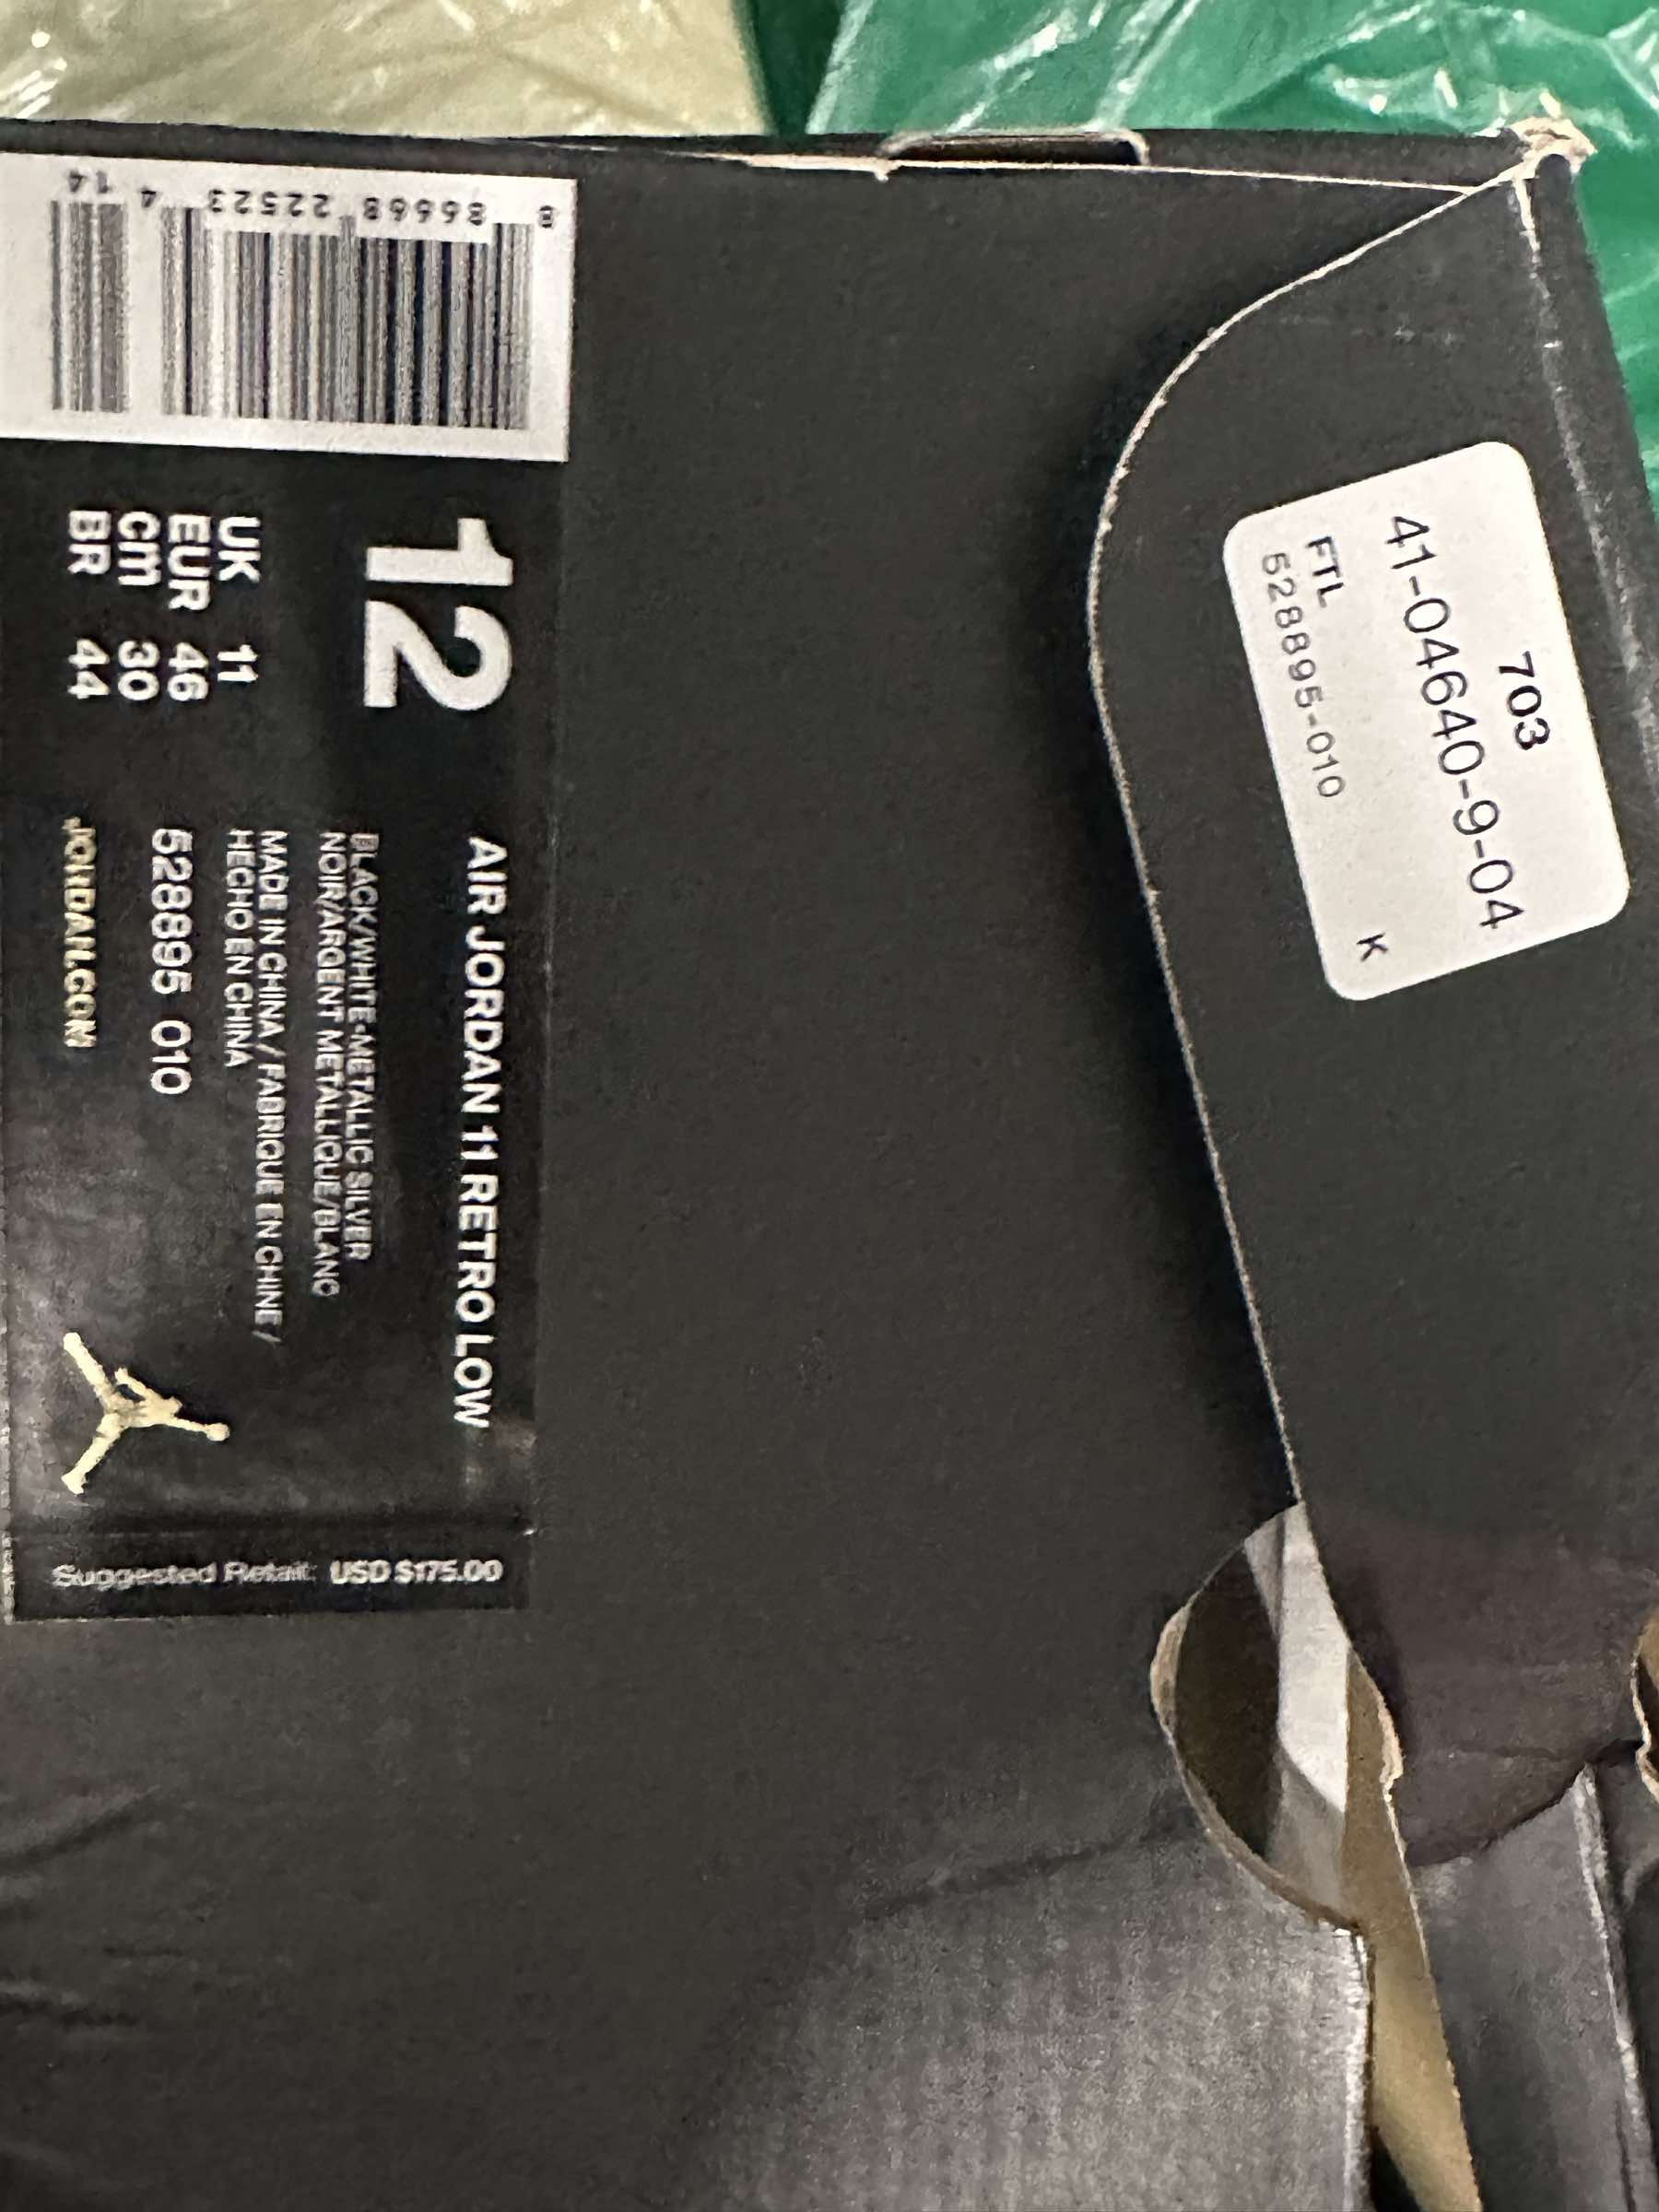 8 86668 22523 4 14
12
UK 11
EUR 46
cm 30
BR 44
AIR JORDAN 11 RETRO LOW
BLACK/WHITE-METALLIC SILVER
NOIR/ARGENT METALLIQUE/BLANC
MADE IN CHINA / FABRIQUE EN CHINE /
HECHO EN CHINA
528895 010
JORDAN.COM
Suggested Retail: USD $175.00
703
41-04640-9-04
FTL
528895-010
K